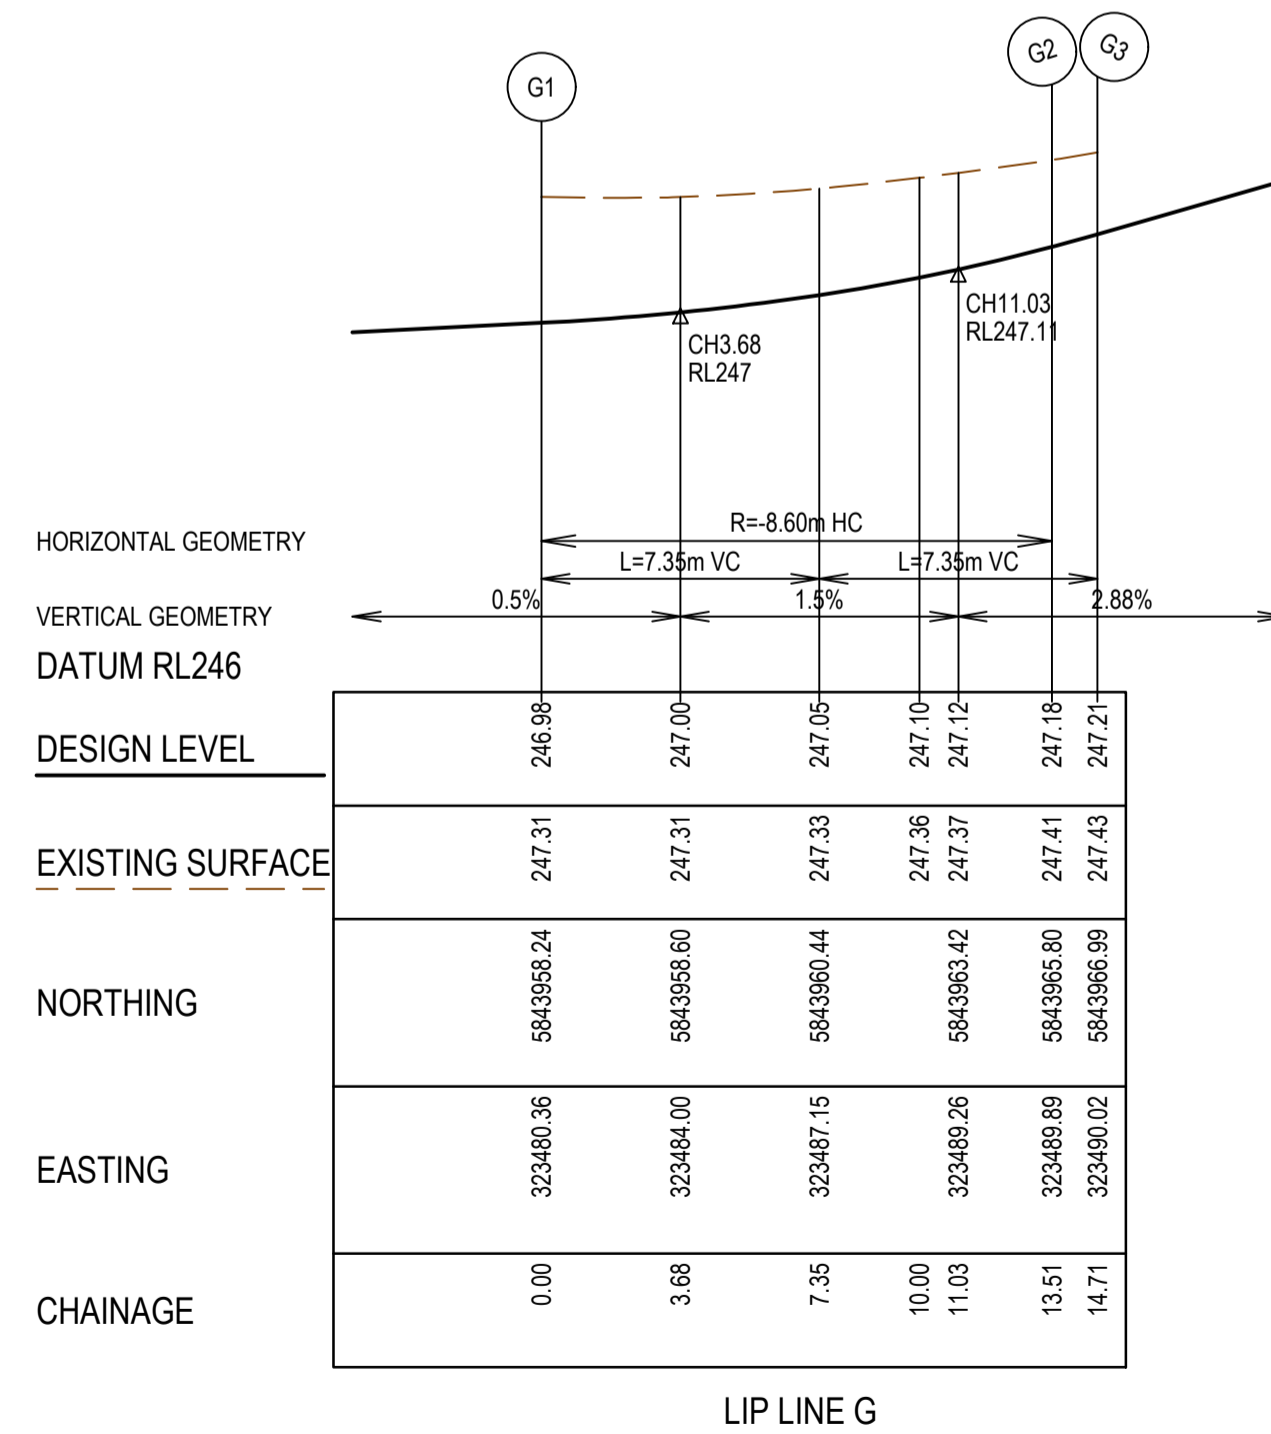 G1
G2
G3
CH3.68
RL247
CH11.03
RL247.11
HORIZONTAL GEOMETRY
R=-8.60m HC
L=7.35m VC
L=7.35m VC
VERTICAL GEOMETRY
0.5%
1.5%
2.88%
DATUM RL246
DESIGN LEVEL
246.98
247.00
247.05
247.10
247.12
247.18
247.21
EXISTING SURFACE
247.31
247.31
247.33
247.36
247.37
247.41
247.43
NORTHING
5843958.24
5843958.60
5843960.44
5843963.42
5843965.80
5843966.99
EASTING
323480.36
323484.00
323487.15
323489.26
323489.89
323490.02
CHAINAGE
0.00
3.68
7.35
10.00
11.03
13.51
14.71
LIP LINE G